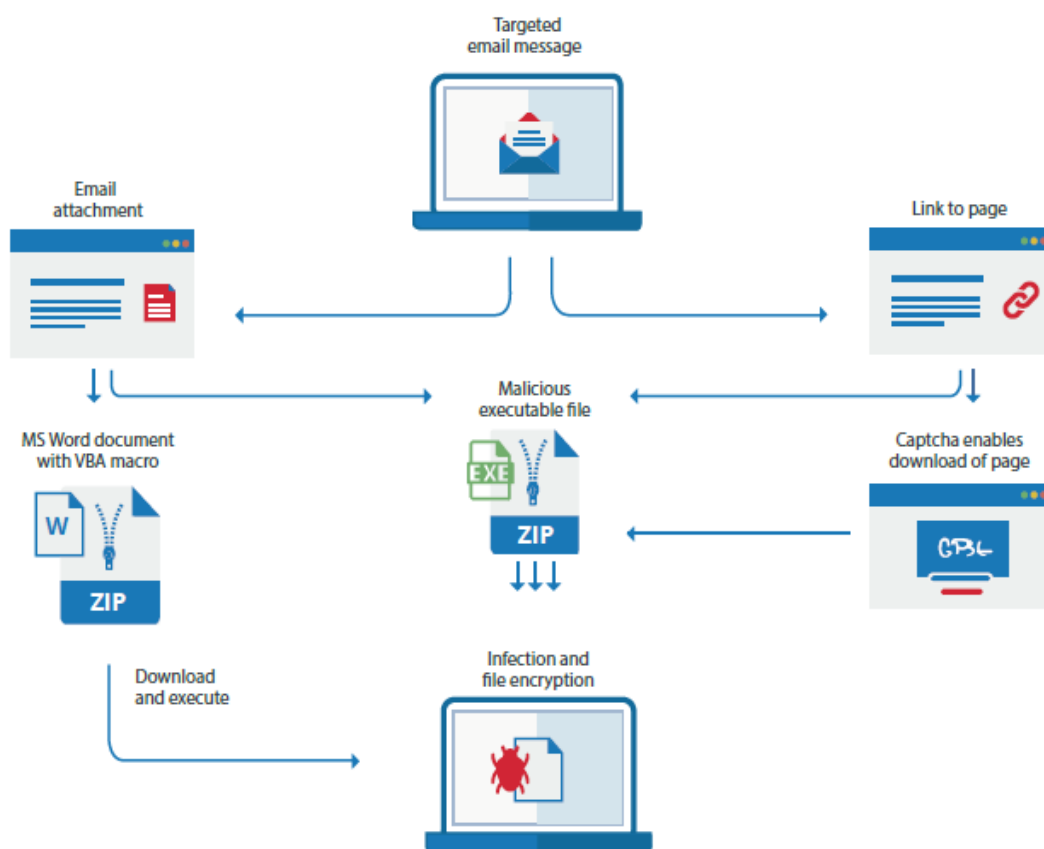 Targeted
email message
Email
attachment
Link to page
Malicious
executable file
MS Word document
with VBA macro
Captcha enables
download of page
W
EXE
ZIP
ZIP
GBL
Download
and execute
Infection and
file encryption